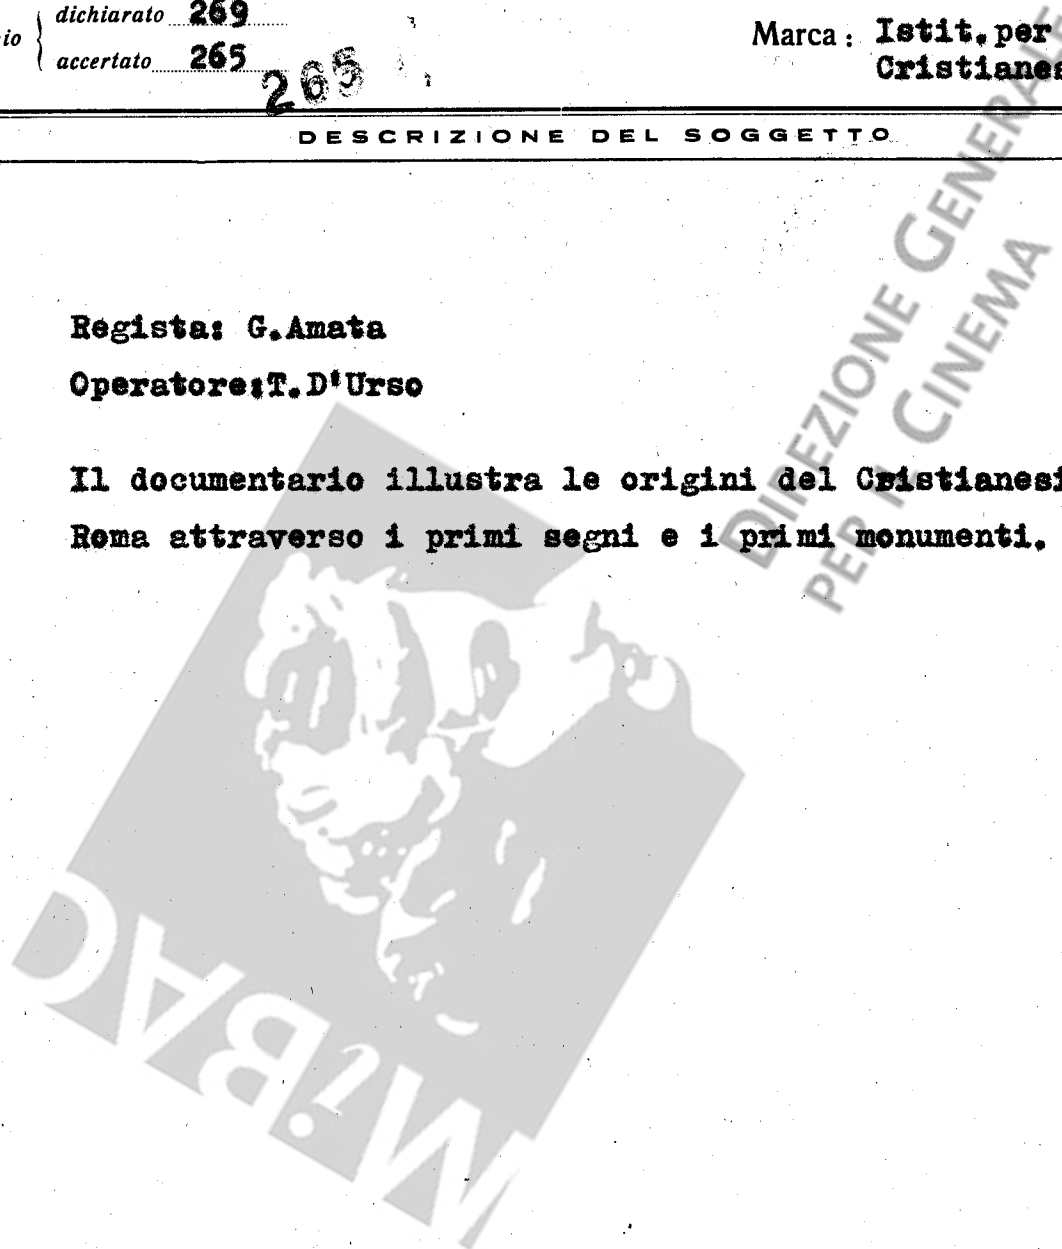 dichiarato 269
io
accertato 265
265
Marca : Istit. per
Cristianes
DESCRIZIONE DEL SOGGETTO
Regista: G.Amata
Operatore:T.D'Urso
Il documentario illustra le origini del Cristianesi
Roma attraverso i primi segni e i primi monumenti.
DIREZIONE GENERALE
PER IL CINEMA
MiBAC